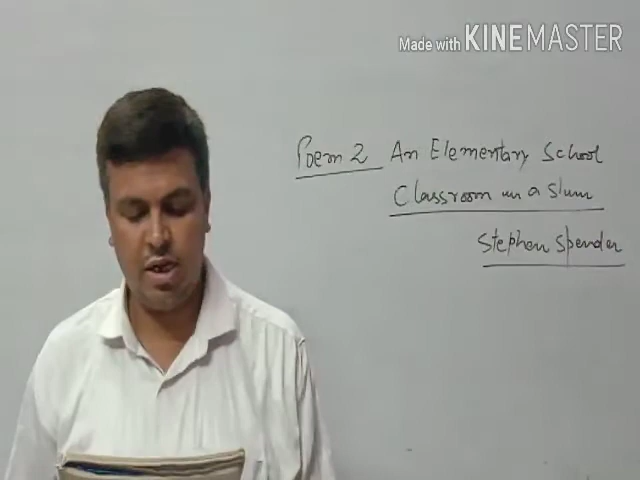 Made with KINEMASTER
Poem 2 An Elementary School
Classroom in a Slum
Stephen Spender